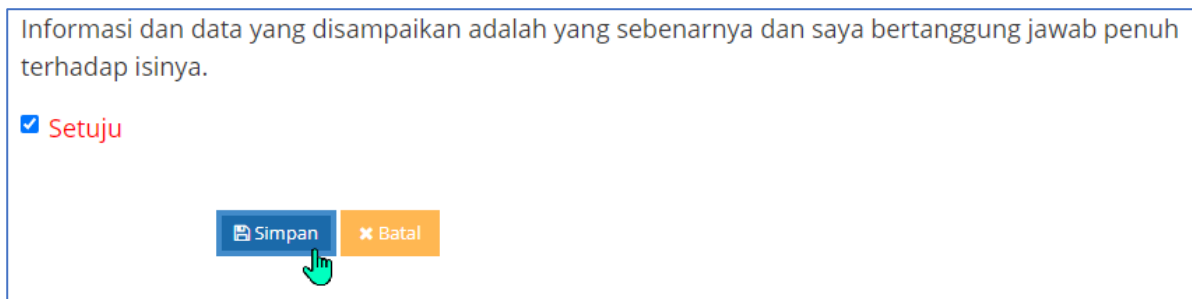 Informasi dan data yang disampaikan adalah yang sebenarnya dan saya bertanggung jawab penuh
terhadap isinya.
Setuju
Simpan Batal